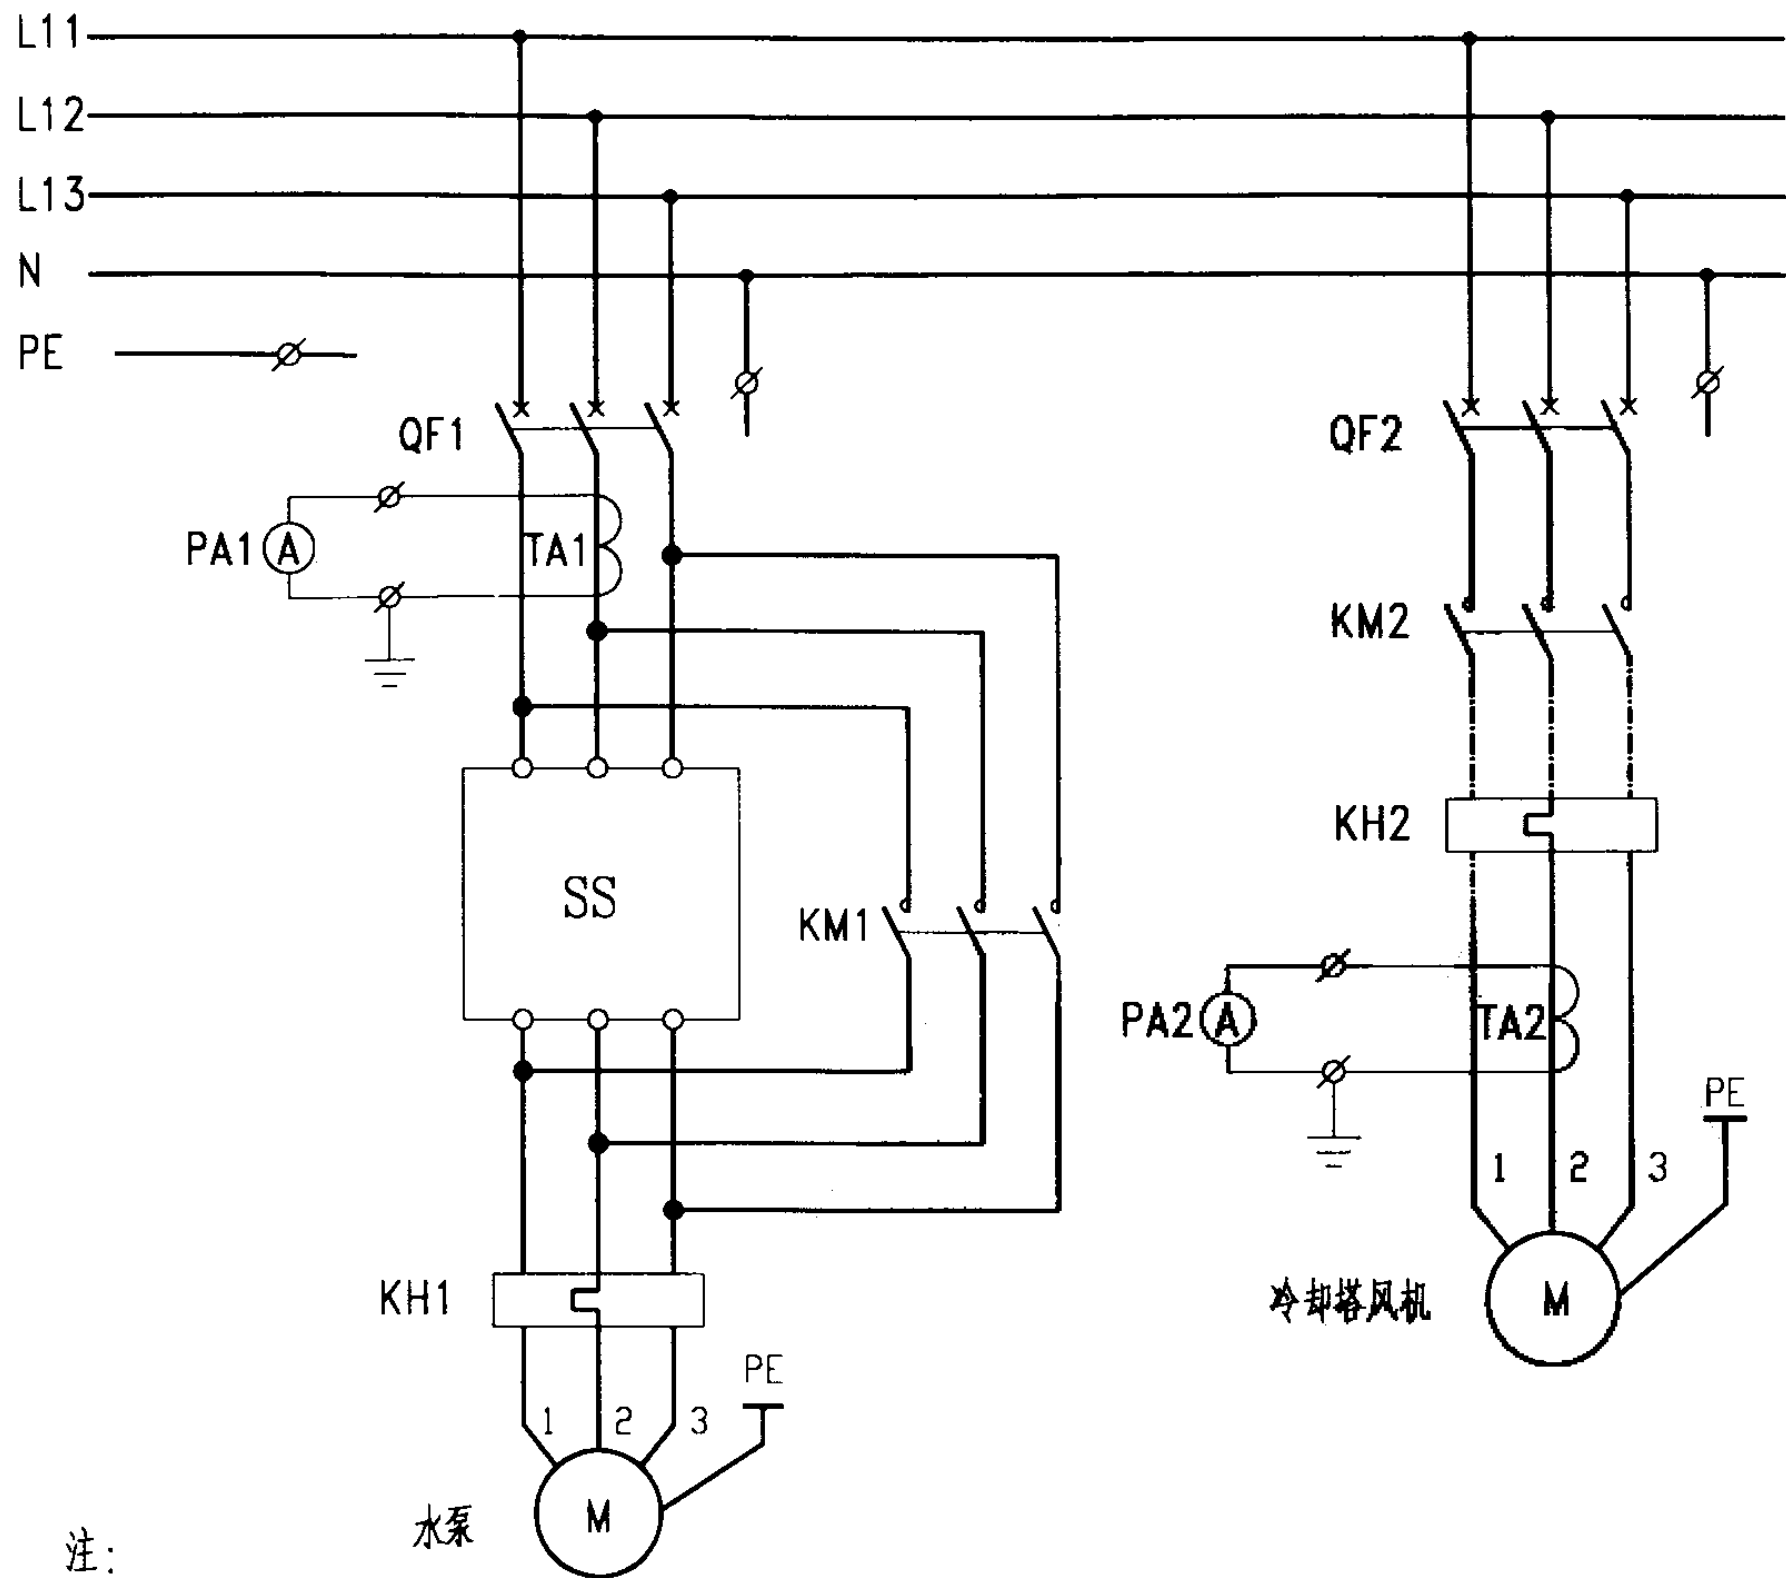 L11
L12
L13
N
PE
QF1
QF2
PA1 A TA1
KM2
KH2
SS
KM1
PA2 A TA2
PE
1 2 3
KH1
冷却塔风机 M
PE
1 2 3
水泵 M
注: